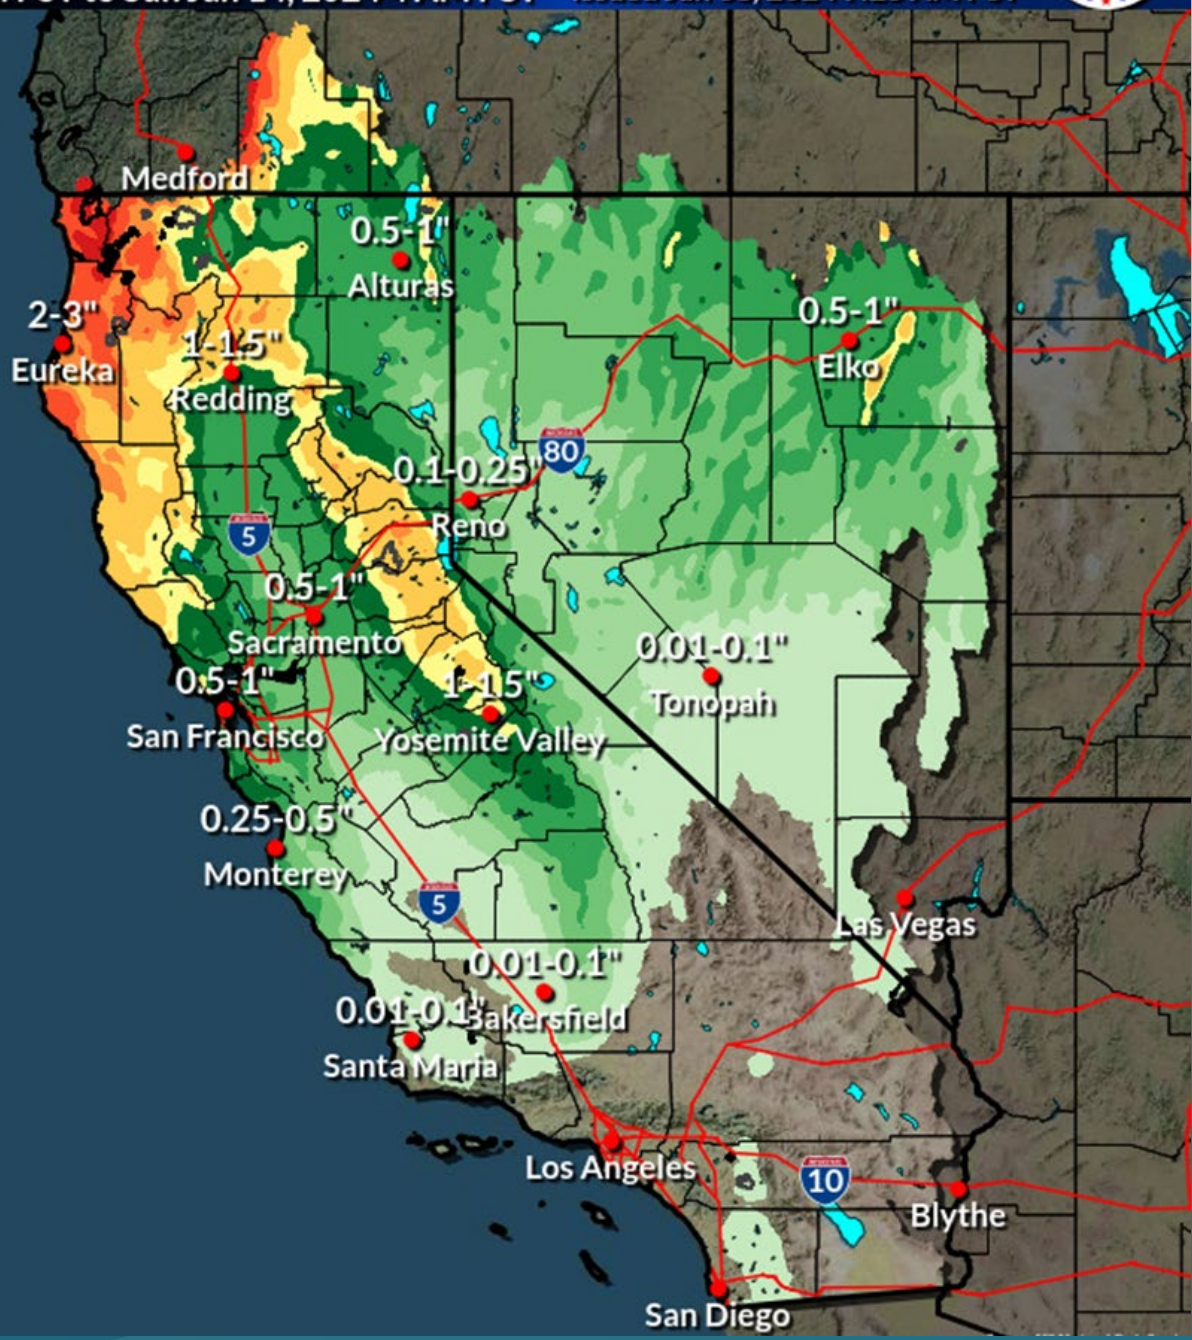 Medford
0.5-1"
Alturas
2-3"
Eureka
1-1.5"
Redding
0.5-1"
Elko
80
0.1-0.25"
Reno
5
0.5-1"
Sacramento
0.01-0.1"
Tonopah
0.5-1"
San Francisco
1-1.5"
Yosemite Valley
0.25-0.5"
Monterey
5
Las Vegas
0.01-0.1"
Bakersfield
0.01-0.1"
Santa Maria
Los Angeles
10
Blythe
San Diego